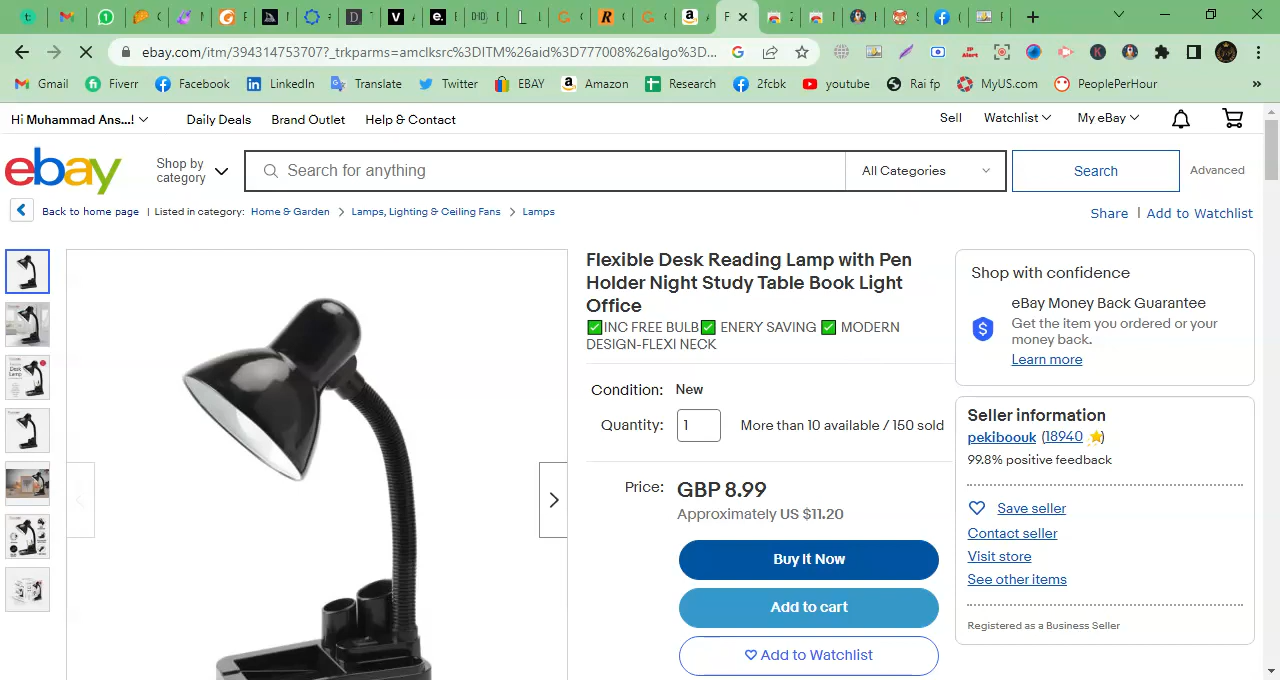 ebay.com/itm/394314753707?_trkparms=amclksrc%3DITM%26aid%3D777008%26algo%3D...
Gmail Fiverr Facebook LinkedIn Translate Twitter EBAY Amazon Research 2fcbk youtube Rai fp MyUS.com PeoplePerHour »
Hi Muhammad Ans...! Daily Deals Brand Outlet Help & Contact Sell Watchlist My eBay
ebay Shop by category Search for anything All Categories Search Advanced
Back to home page | Listed in category: Home & Garden > Lamps, Lighting & Ceiling Fans > Lamps
Share | Add to Watchlist
Flexible Desk Reading Lamp with Pen
Holder Night Study Table Book Light
Office
✅INC FREE BULB✅ ENERY SAVING ✅ MODERN
DESIGN-FLEXI NECK
Condition: New
Quantity: 1 More than 10 available / 150 sold
Price: GBP 8.99
Approximately US $11.20
Buy It Now
Add to cart
Add to Watchlist
Shop with confidence
eBay Money Back Guarantee
Get the item you ordered or your
money back.
Learn more
Seller information
pekiboouk (18940)
99.8% positive feedback
Save seller
Contact seller
Visit store
See other items
Registered as a Business Seller